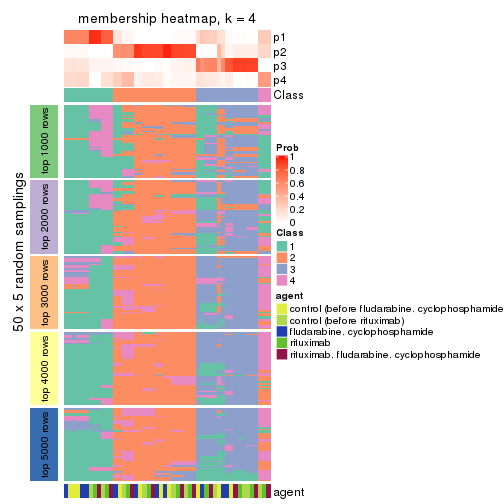 membership heatmap, k = 4
p1
p2
p3
p4
Class
50 x 5 random samplings
top 1000 rows
top 2000 rows
top 3000 rows
top 4000 rows
top 5000 rows
Prob
1
0.8
0.6
0.4
0.2
0
Class
1
2
3
4
agent
control (before fludarabine. cyclophosphamide
control (before rituximab)
fludarabine. cyclophosphamide
rituximab
rituximab. fludarabine. cyclophosphamide
agent